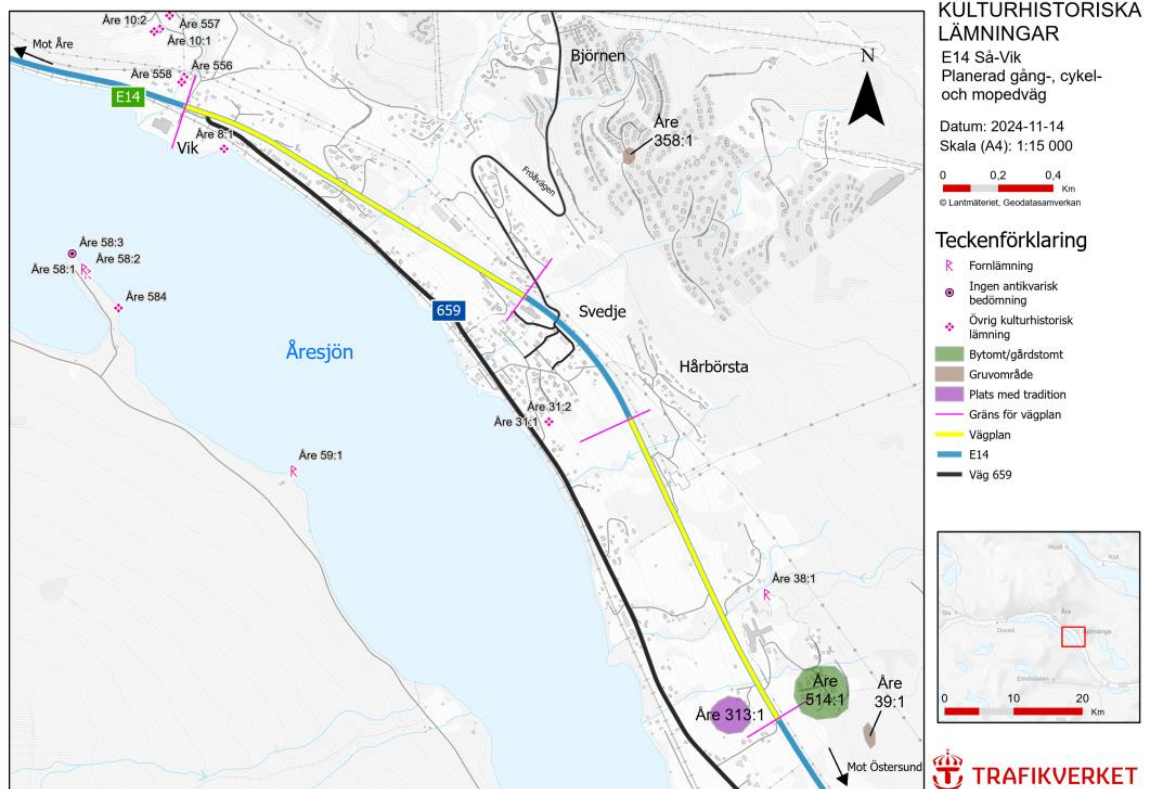 KULTURHISTORISKA
LÄMNINGAR
E14 Så-Vik
Planerad gång-, cykel-
och mopedväg
Datum: 2024-11-14
Skala (A4): 1:15 000
0 0,2 0,4 Km
© Lantmäteriet, Geodatasamverkan
Teckenförklaring
Fornlämning
Ingen antikvarisk
bedömning
Övrig kulturhistorisk
lämning
Bytomt/gårdstomt
Gruvområde
Plats med tradition
Gräns för vägplan
Vägplan
E14
Väg 659
Åre 10:2
Åre 557
Åre 10:1
Mot Åre
Åre 558
Åre 556
E14
Åre 8:1
Vik
Björnen
N
Åre
358:1
Fröåvägen
Åre 58:3
Åre 58:2
Åre 58:1
Åre 584
659
Svedje
Åresjön
Hårbörsta
Åre 31:2
Åre 31:1
Åre 59:1
Åre 38:1
Åre
514:1
Åre
39:1
Åre 313:1
Mot Östersund
Åre
Duved
0 10 20
Km
TRAFIKVERKET